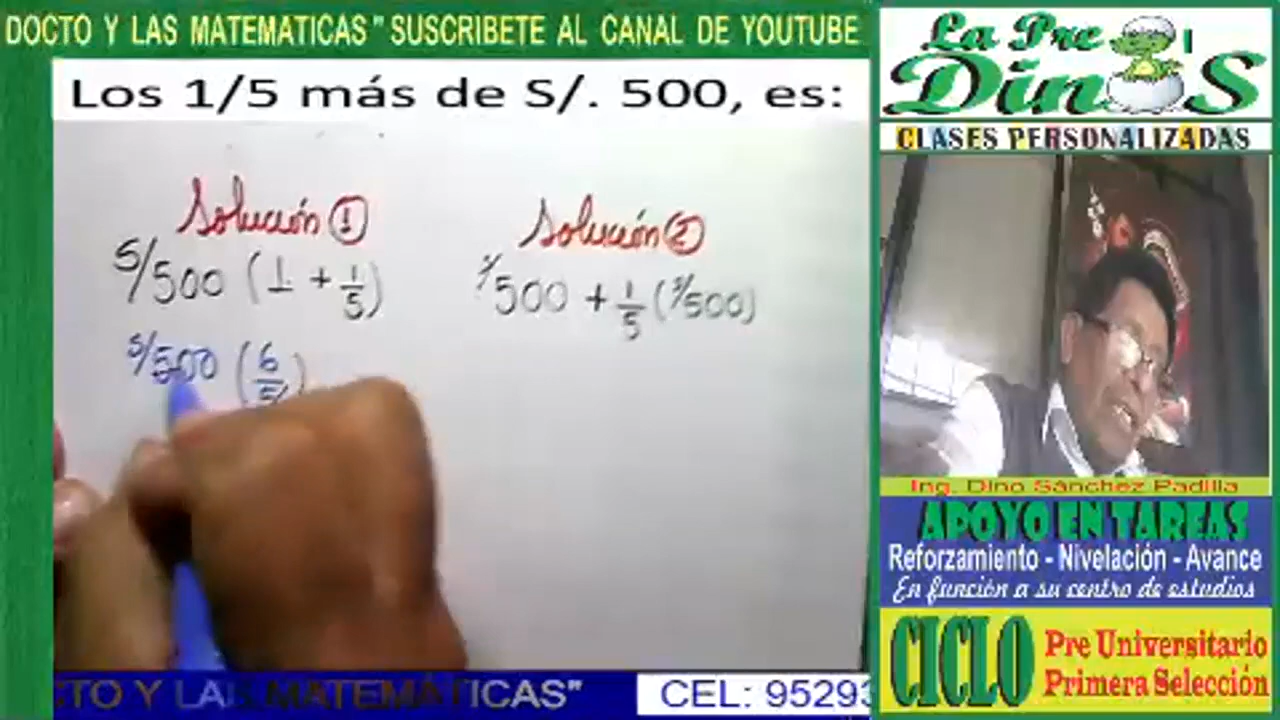 DOCTO Y LAS MATEMATICAS" SUSCRIBETE AL CANAL DE YOUTUBE
Los 1/5 más de S/. 500, es:
Solución 1
S/500 (1 + 1/5)
S/500 (6/5)
Solución 2
S/500 + 1/5 (S/500)
CTO Y LAS MATEMATICAS"
CEL: 95293
La Pre
DinoS
CLASES PERSONALIZADAS
Ing. Dino Sánchez Padilla
APOYO EN TAREAS
Reforzamiento - Nivelación - Avance
En función a su centro de estudios
CICLO
Pre Universitario
Primera Selección